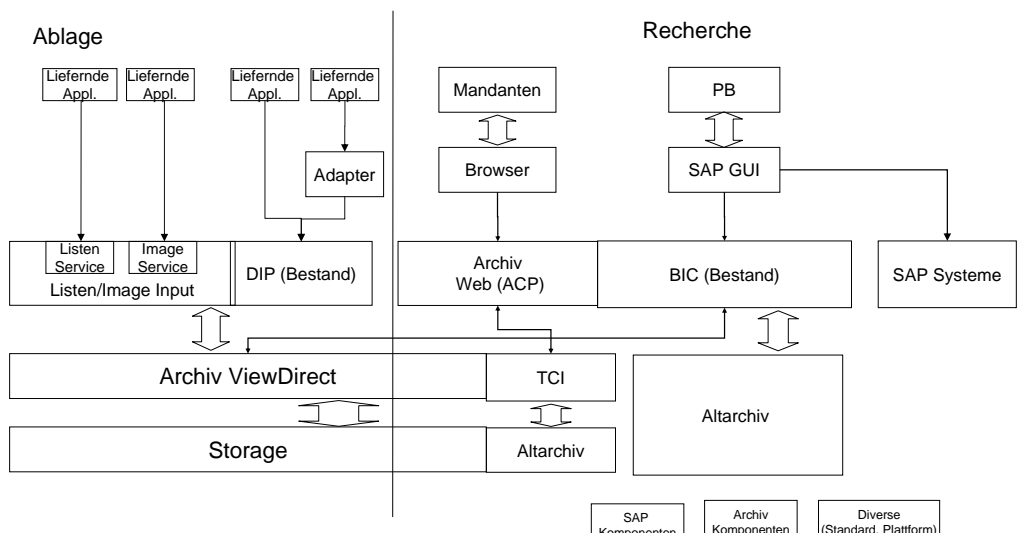 Ablage
Recherche
Liefernde
Appl.
Liefernde
Appl.
Liefernde
Appl.
Liefernde
Appl.
Mandanten
PB
Adapter
Browser
SAP GUI
Listen
Service
Image
Service
Listen/Image Input
DIP (Bestand)
Archiv
Web (ACP)
BIC (Bestand)
SAP Systeme
Archiv ViewDirect
TCI
Altarchiv
Storage
Altarchiv
SAP
Komponenten
Archiv
Komponenten
Diverse
(Standard, Plattform)